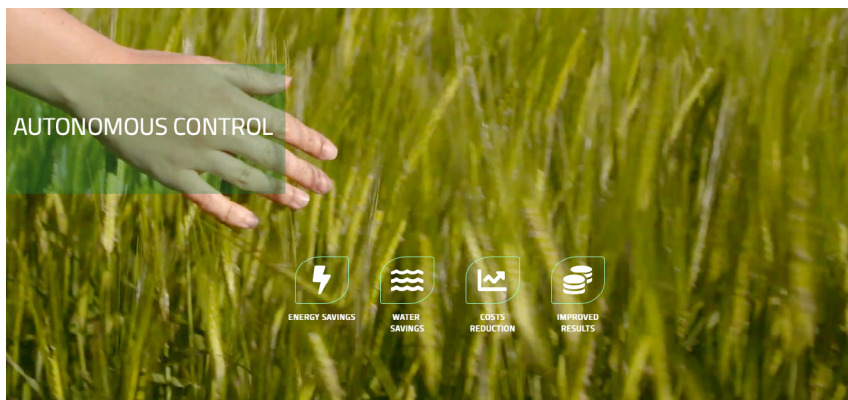 AUTONOMOUS CONTROL
ENERGY SAVINGS
WATER
SAVINGS
COSTS
REDUCTION
IMPROVED
RESULTS